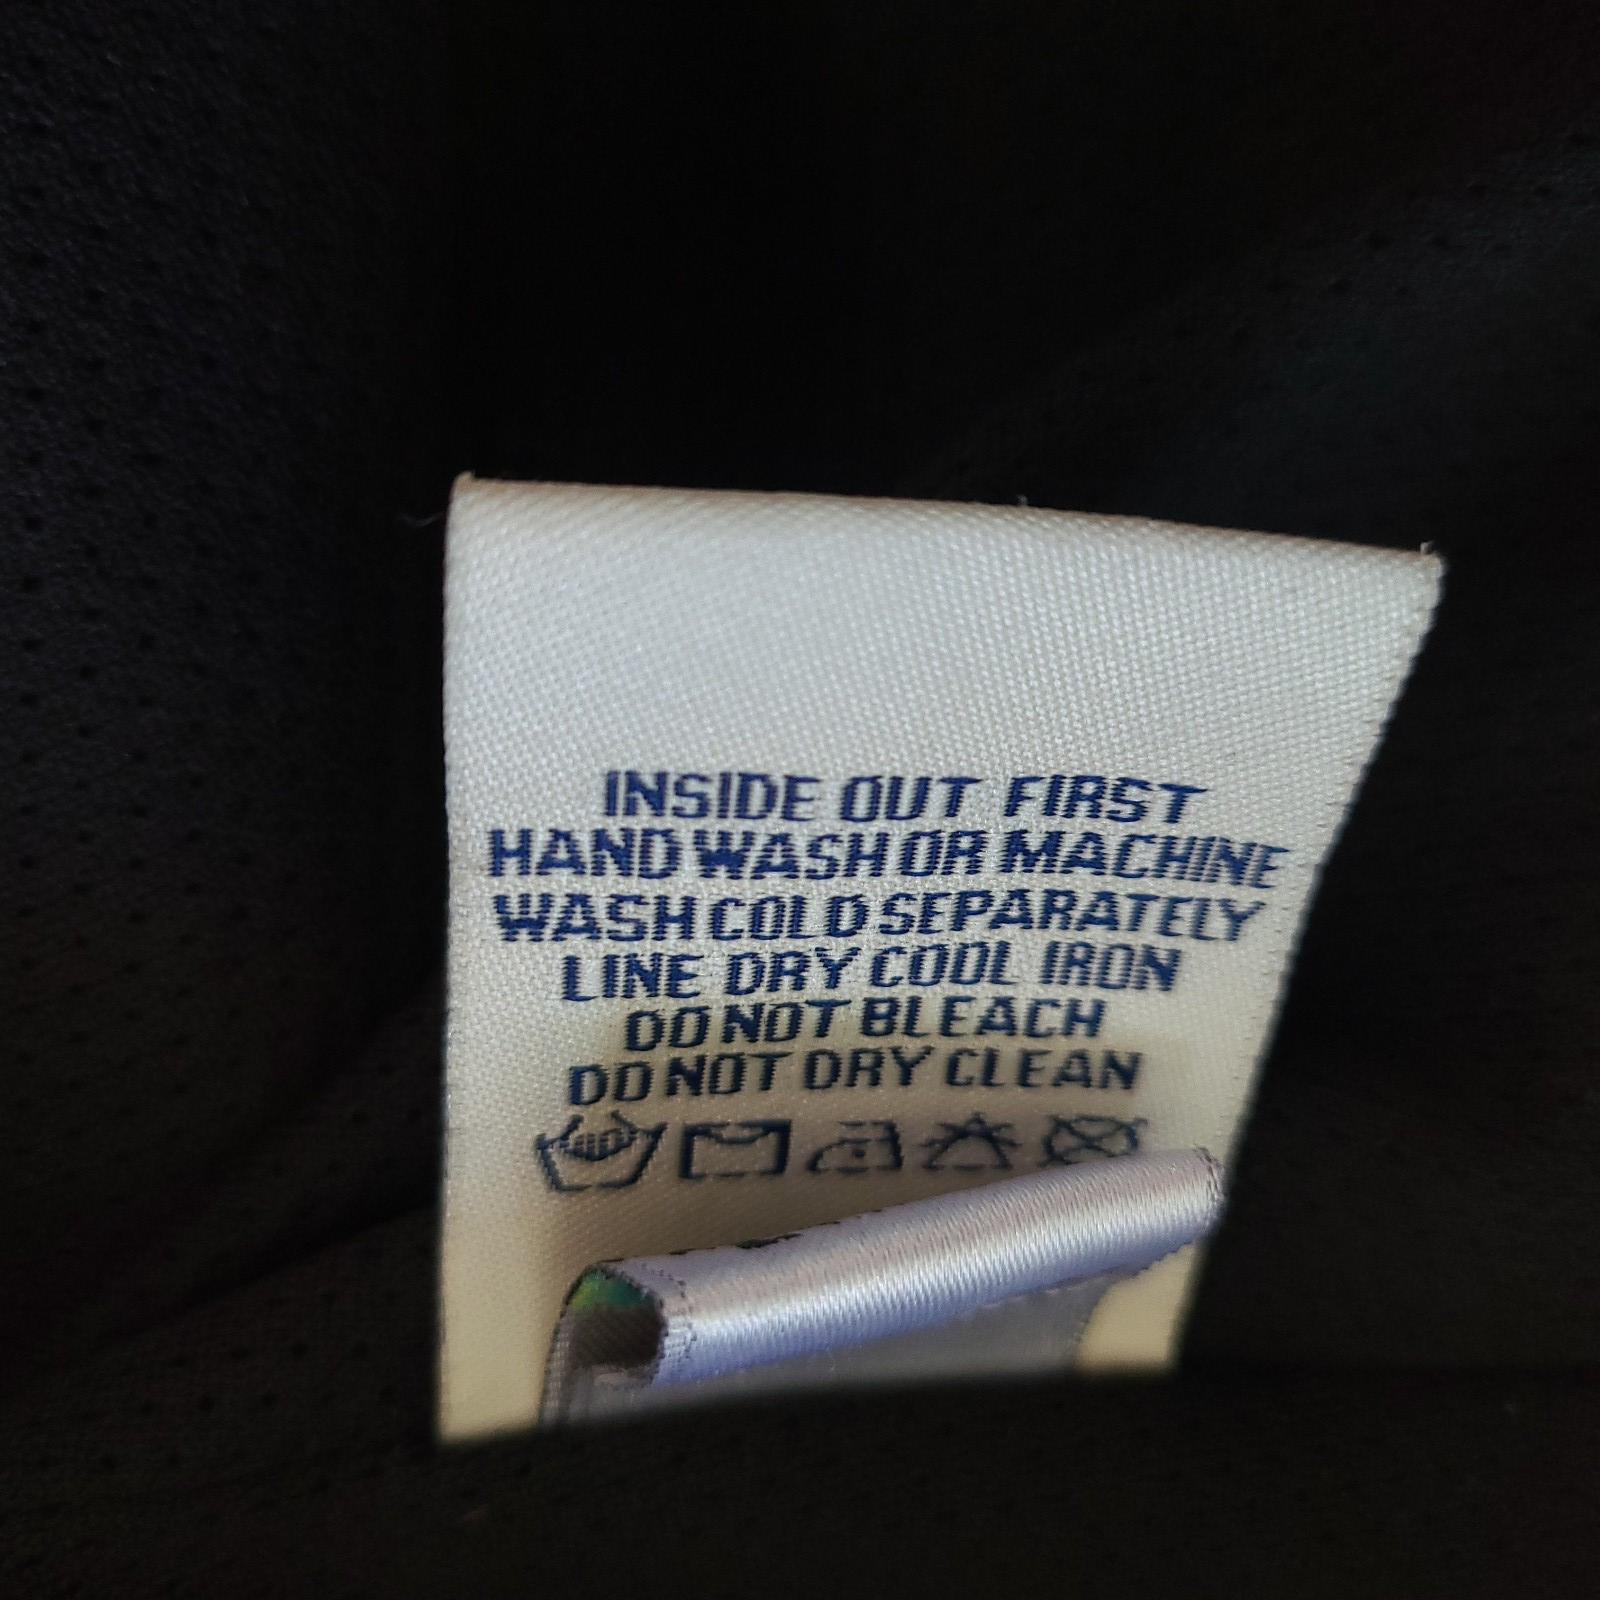 INSIDE OUT FIRST
HAND WASH OR MACHINE
WASH COLD SEPARATELY
LINE DRY COOL IRON
DO NOT BLEACH
DO NOT DRY CLEAN